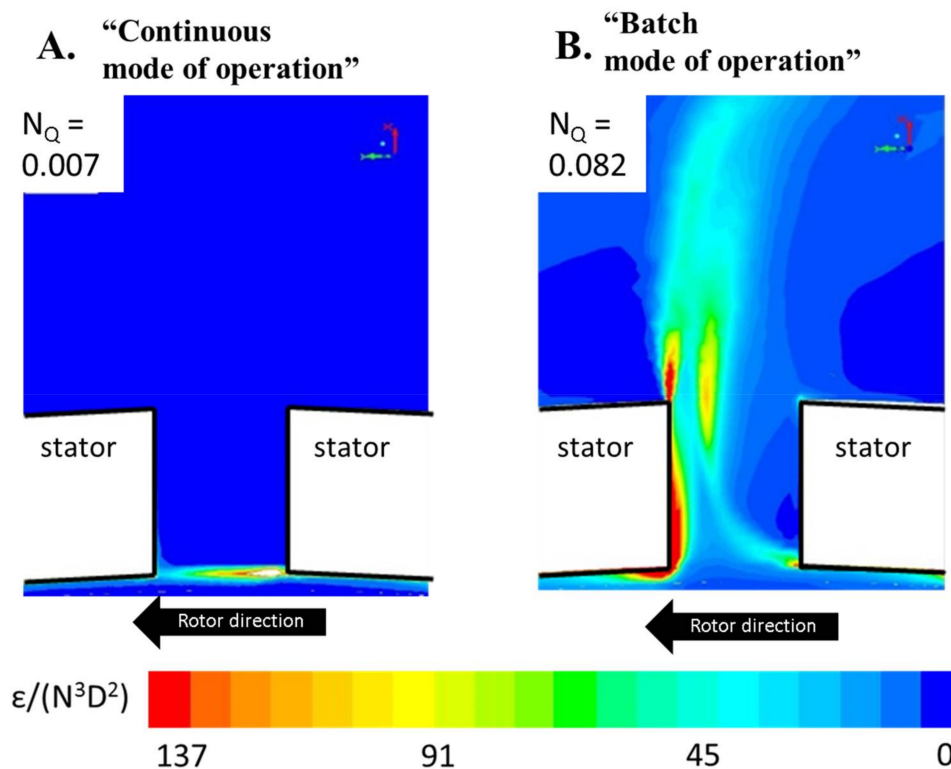 A. “Continuous
mode of operation”
N_Q =
0.007
stator
stator
Rotor direction
B. “Batch
mode of operation”
N_Q =
0.082
stator
stator
Rotor direction
ε/(N³D²)
137 91 45 0